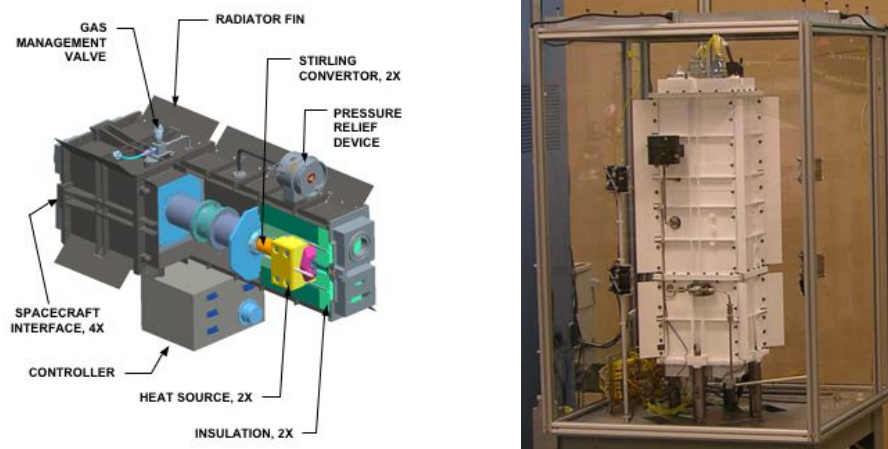 GAS
MANAGEMENT
VALVE
RADIATOR FIN
STIRLING
CONVERTOR, 2X
PRESSURE
RELIEF
DEVICE
SPACECRAFT
INTERFACE, 4X
CONTROLLER
HEAT SOURCE, 2X
INSULATION, 2X